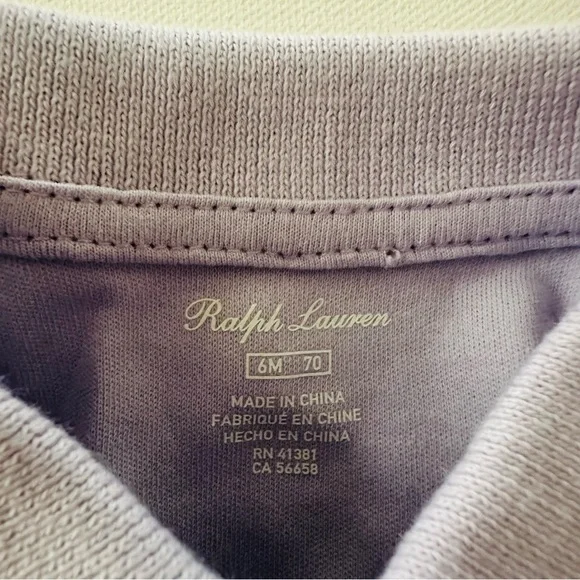 Ralph Lauren
6M 70
MADE IN CHINA
FABRIQUÉ EN CHINE
HECHO EN CHINA
RN 41381
CA 56658